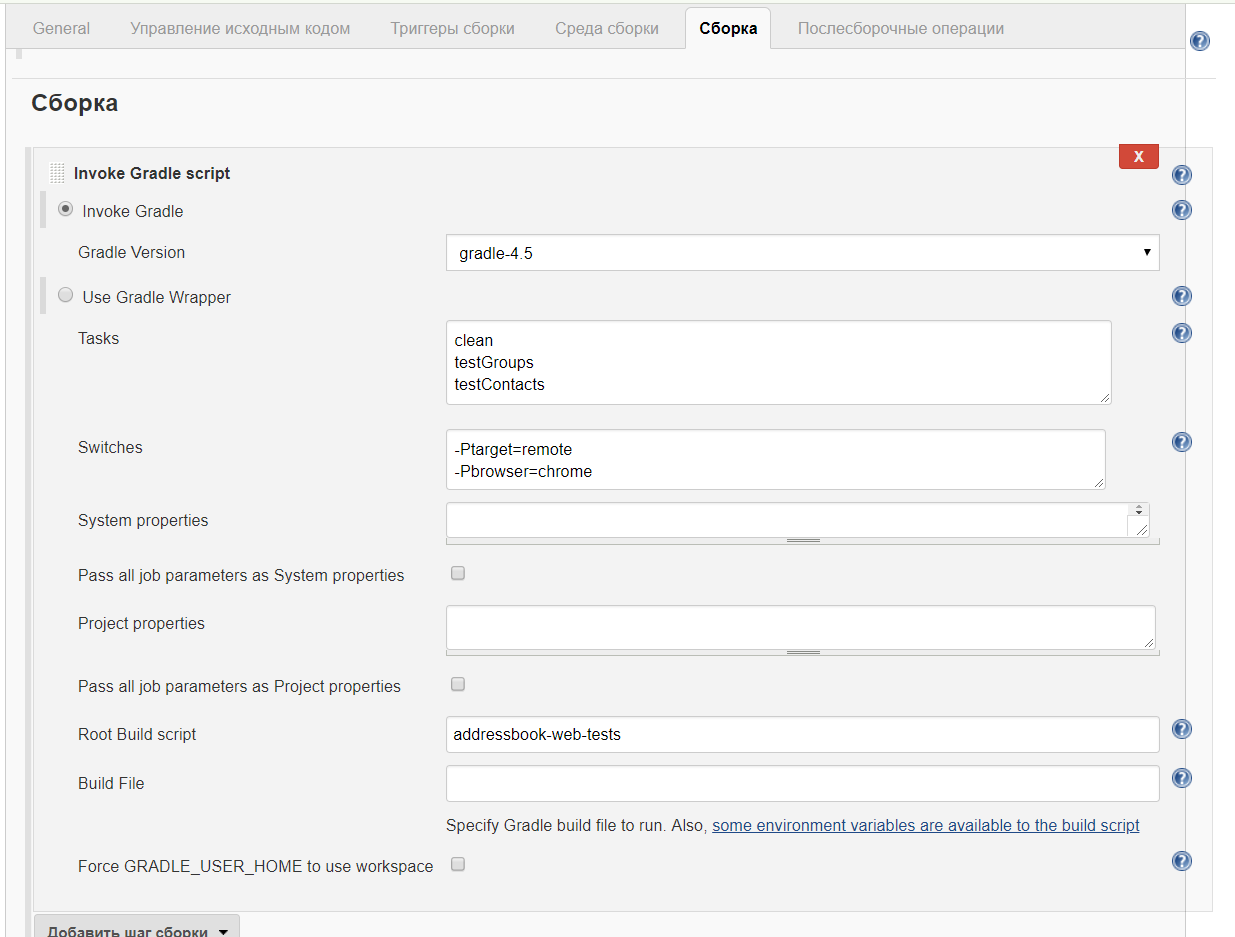 General Управление исходным кодом Триггеры сборки Среда сборки Сборка Послесборочные операции
Сборка
X
Invoke Gradle script
Invoke Gradle
Gradle Version gradle-4.5
Use Gradle Wrapper
Tasks clean
testGroups
testContacts
Switches -Ptarget=remote
-Pbrowser=chrome
System properties
Pass all job parameters as System properties
Project properties
Pass all job parameters as Project properties
Root Build script addressbook-web-tests
Build File
Specify Gradle build file to run. Also, some environment variables are available to the build script
Force GRADLE_USER_HOME to use workspace
Добавить шаг сборки